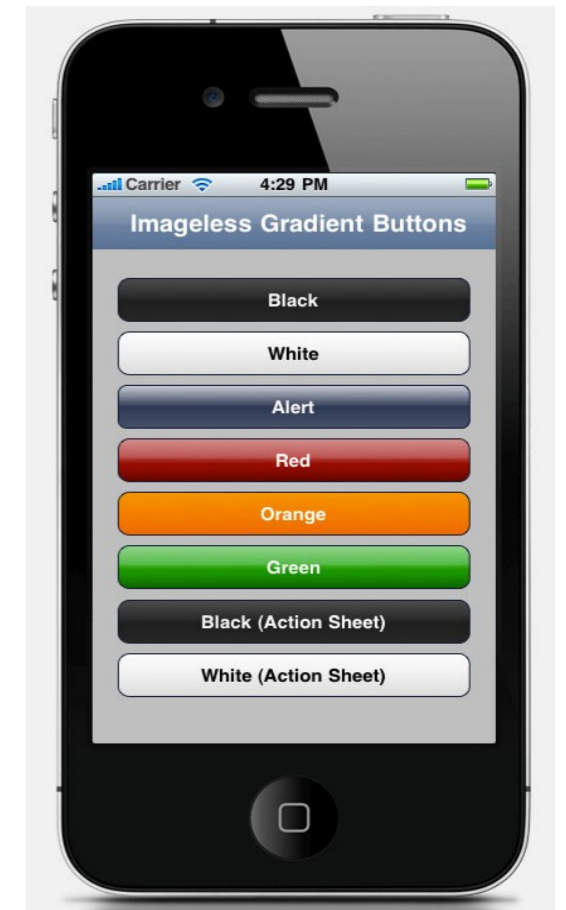 Carrier 4:29 PM
Imageless Gradient Buttons
Black
White
Alert
Red
Orange
Green
Black (Action Sheet)
White (Action Sheet)